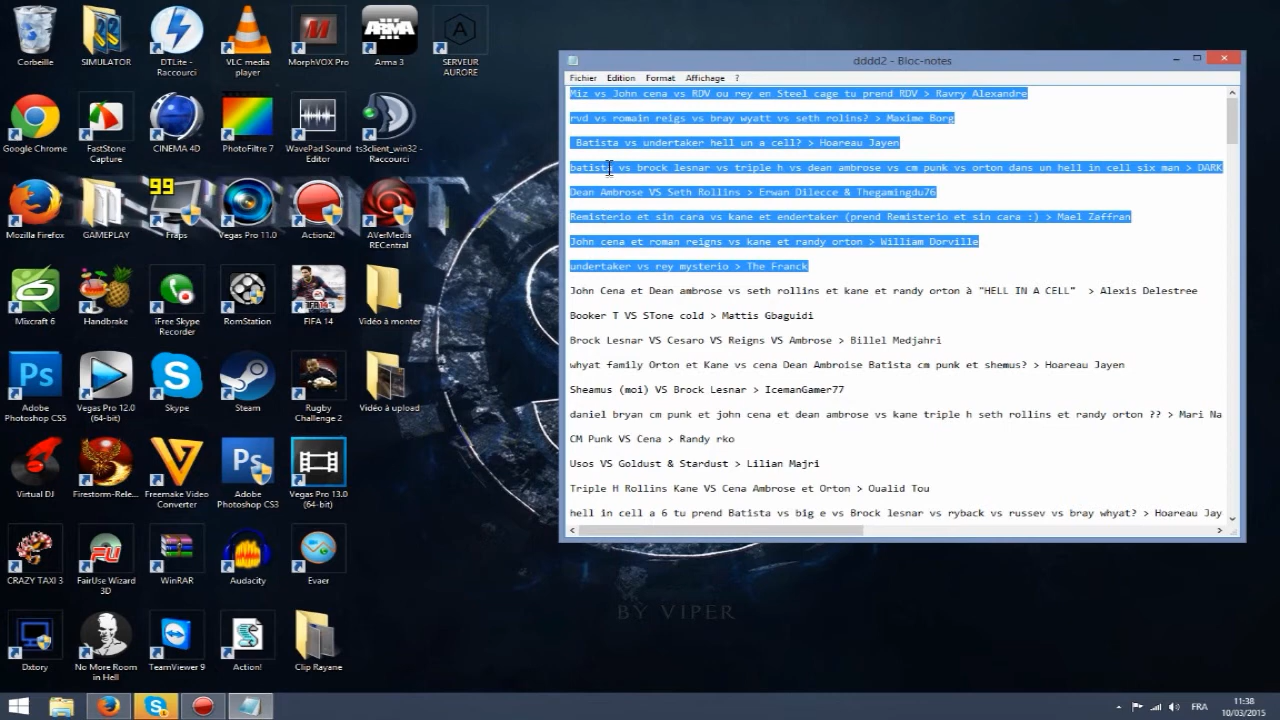 Corbeille
SIMULATOR
DTLite - Raccourci
VLC media player
MorphVOX Pro
ARMA
Arma 3
SERVEUR AURORE
Google Chrome
FastStone Capture
CINEMA 4D
PhotoFiltre 7
WavePad Sound Editor
ts3client_win32 - Raccourci
Mozilla Firefox
GAMEPLAY
99
Fraps
Vegas Pro 11.0
Action2!
AVerMedia RECentral
Mixcraft 6
Handbrake
iFree Skype Recorder
RomStation
FIFA 14
Vidéo à monter
Ps
Adobe Photoshop CS5
Vegas Pro 12.0 (64-bit)
Skype
Steam
Rugby Challenge 2
Vidéo à upload
Virtual DJ
Firestorm-Rele...
Freemake Video Converter
Ps
Adobe Photoshop CS3
Vegas Pro 13.0 (64-bit)
CRAZY TAXI 3
FairUse Wizard 3D
WinRAR
Audacity
Evaer
Dxtory
No More Room in Hell
TeamViewer 9
Action!
Clip Rayane
dddd2 - Bloc-notes
Fichier Edition Format Affichage ?
Miz vs John cena vs RDV ou rey en Steel cage tu prend RDV > Ravry Alexandre
rvd vs romain reigs vs bray wyatt vs seth rolins? > Maxime Borg
Batista vs undertaker hell un a cell? > Hoareau Jayen
batista vs brock lesnar vs triple h vs dean ambrose vs cm punk vs orton dans un hell in cell six man > DARK
Dean Ambrose VS Seth Rollins > Erwan Dilecce & Thegamingdu76
Remisterio et sin cara vs kane et endertaker (prend Remisterio et sin cara :) > Mael Zaffran
John cena et roman reigns vs kane et randy orton > William Dorville
undertaker vs rey mysterio > The Franck
John Cena et Dean ambrose vs seth rollins et kane et randy orton à "HELL IN A CELL"  > Alexis Delestree
Booker T VS STone cold > Mattis Gbaguidi
Brock Lesnar VS Cesaro VS Reigns VS Ambrose > Billel Medjahri
whyat family Orton et Kane vs cena Dean Ambroise Batista cm punk et shemus? > Hoareau Jayen
Sheamus (moi) VS Brock Lesnar > IcemanGamer77
daniel bryan cm punk et john cena et dean ambrose vs kane triple h seth rollins et randy orton ?? > Mari Na
CM Punk VS Cena > Randy rko
Usos VS Goldust & Stardust > Lilian Majri
Triple H Rollins Kane VS Cena Ambrose et Orton > Oualid Tou
hell in cell a 6 tu prend Batista vs big e vs Brock lesnar vs ryback vs russev vs bray whyat? > Hoareau Jay
BY VIPER
FRA
11:38
10/03/2015